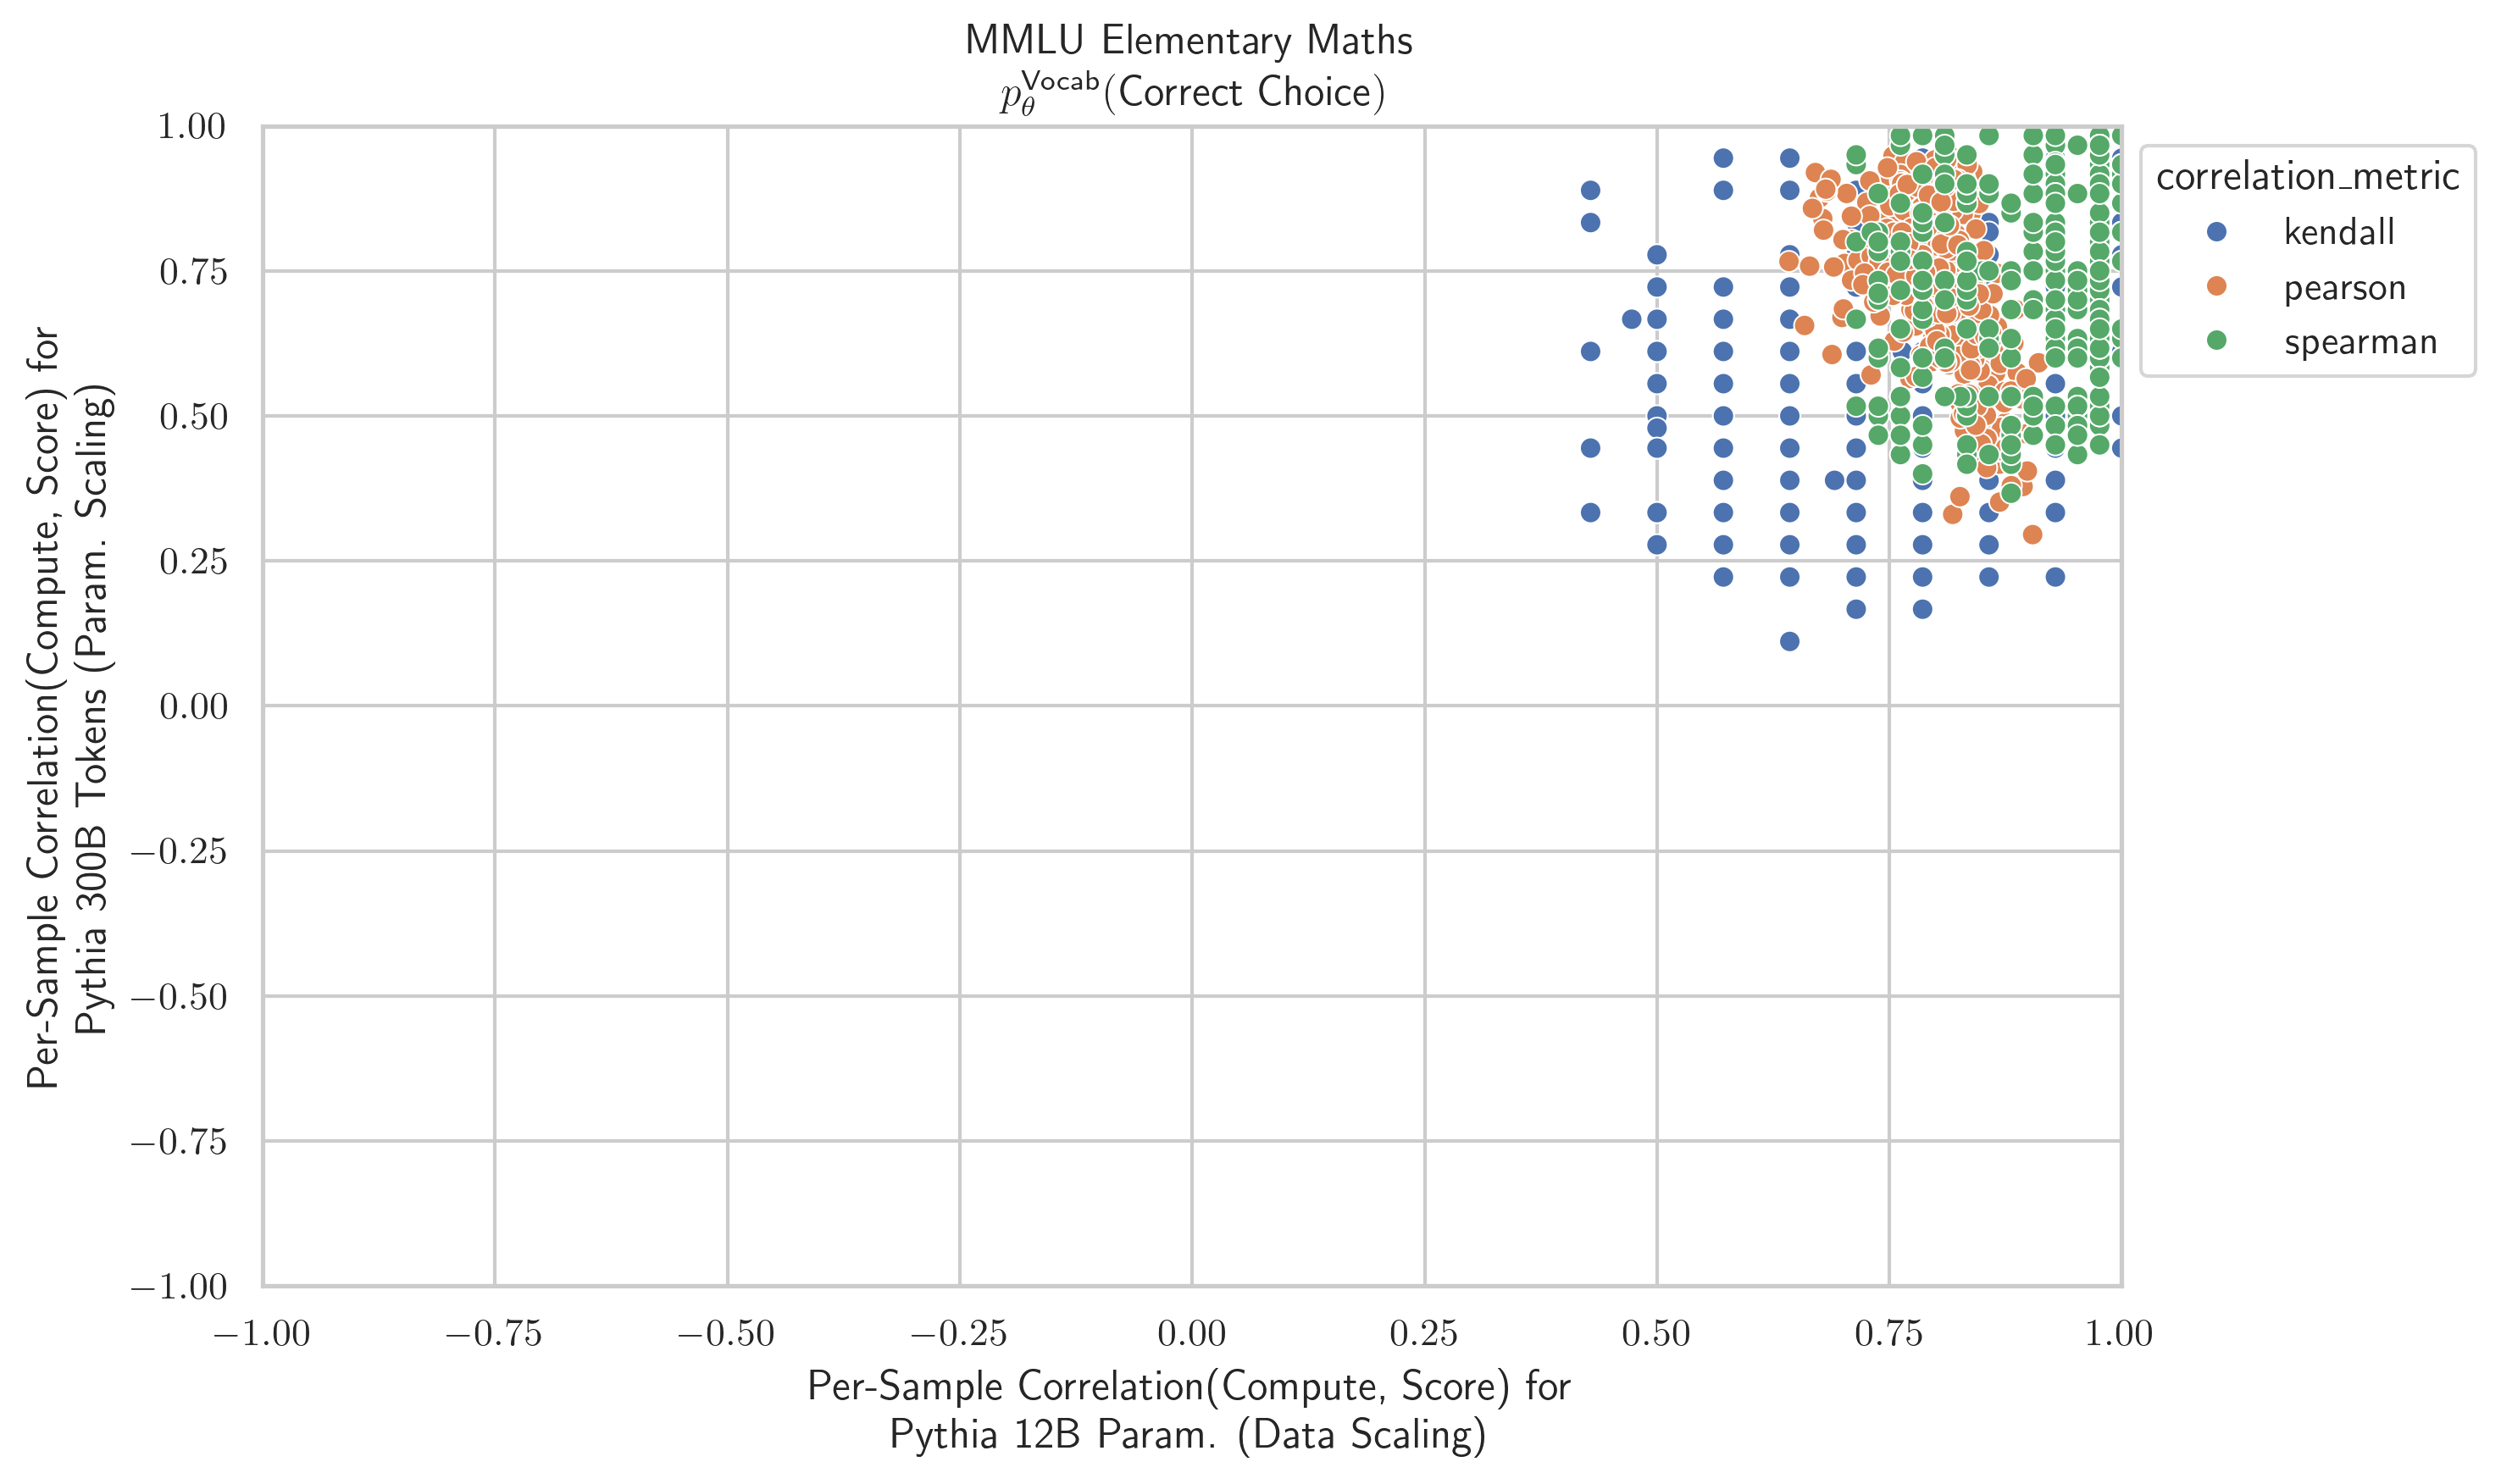 MMLU Elementary Maths
p_θ^Vocab(Correct Choice)
Per-Sample Correlation(Compute, Score) for
Pythia 300B Tokens (Param. Scaling)
1.00
0.75
0.50
0.25
0.00
−0.25
−0.50
−0.75
−1.00
−1.00 −0.75 −0.50 −0.25 0.00 0.25 0.50 0.75 1.00
Per-Sample Correlation(Compute, Score) for
Pythia 12B Param. (Data Scaling)
correlation_metric
kendall
pearson
spearman